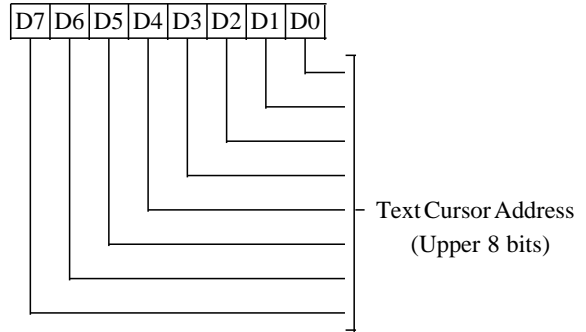 D7 D6 D5 D4 D3 D2 D1 D0
Text Cursor Address
(Upper 8 bits)